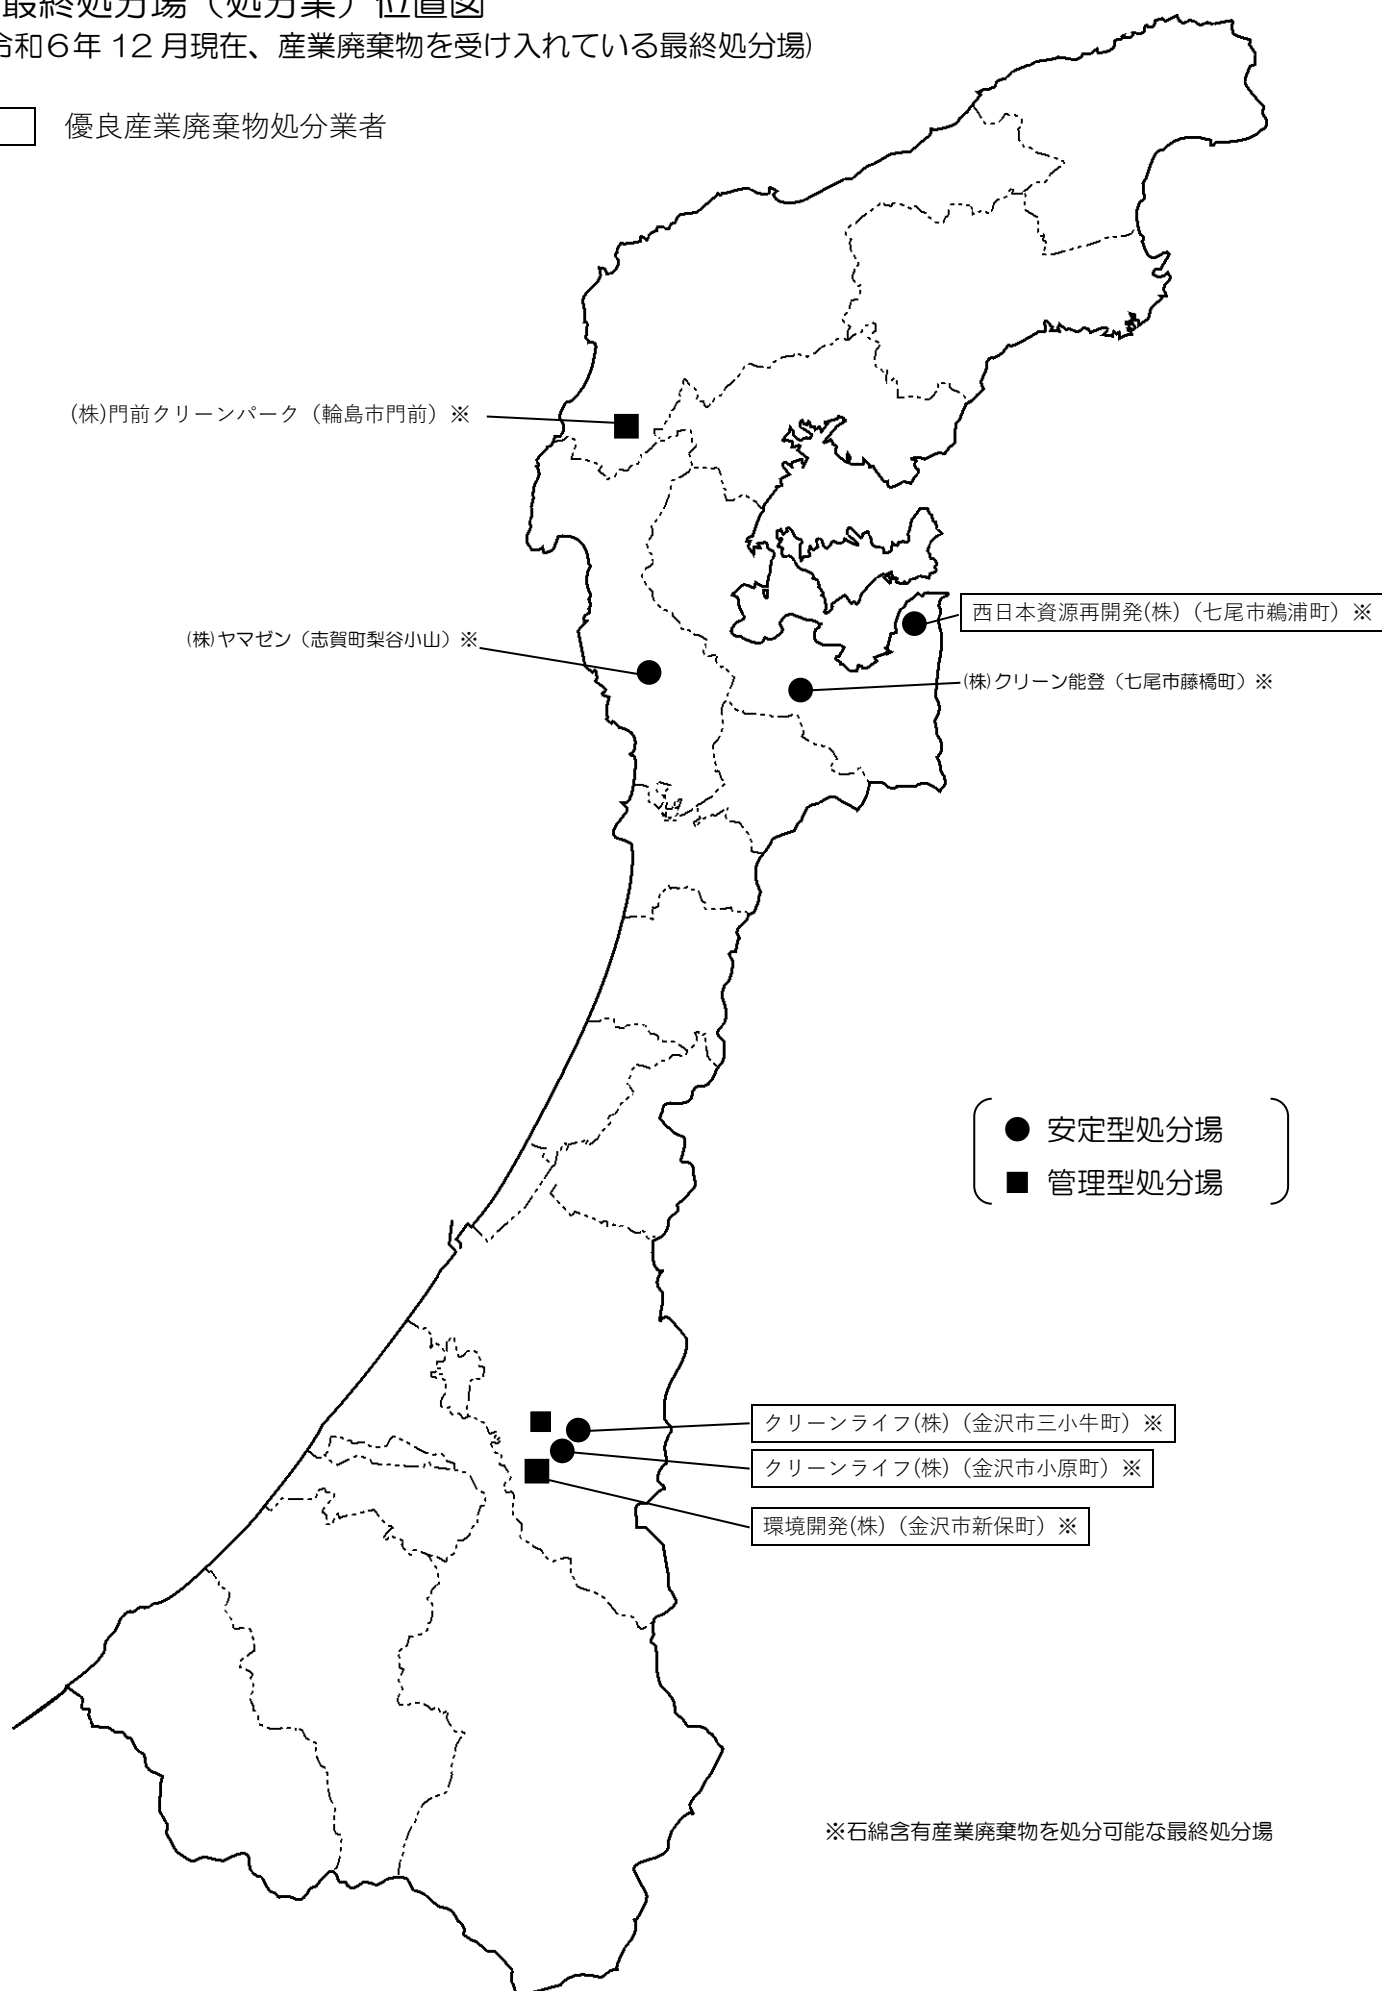 最終処分場（処分業）位置図
令和６年 12 月現在、産業廃棄物を受け入れている最終処分場)
優良産業廃棄物処分業者
(株)門前クリーンパーク（輪島市門前）※
西日本資源再開発(株)（七尾市鵜浦町）※
(株)ヤマゼン（志賀町梨谷小山）※
(株)クリーン能登（七尾市藤橋町）※
● 安定型処分場
■ 管理型処分場
クリーンライフ(株)（金沢市三小牛町）※
クリーンライフ(株)（金沢市小原町）※
環境開発(株)（金沢市新保町）※
※石綿含有産業廃棄物を処分可能な最終処分場